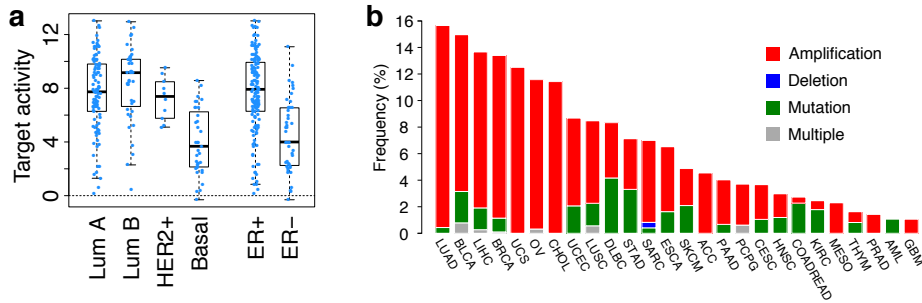 a
Target activity
0
4
8
12
Lum A
Lum B
HER2+
Basal
ER+
ER−
b
Frequency (%)
0
2
4
6
8
10
12
14
16
Amplification
Deletion
Mutation
Multiple
LUAD
BLCA
LIHC
BRCA
UCS
OV
CHOL
UCEC
LUSC
DLBC
STAD
SARC
ESCA
SKCM
ACC
PAAD
PCPG
CESC
HNSC
COADREAD
KIRC
MESO
THYM
PRAD
AML
GBM